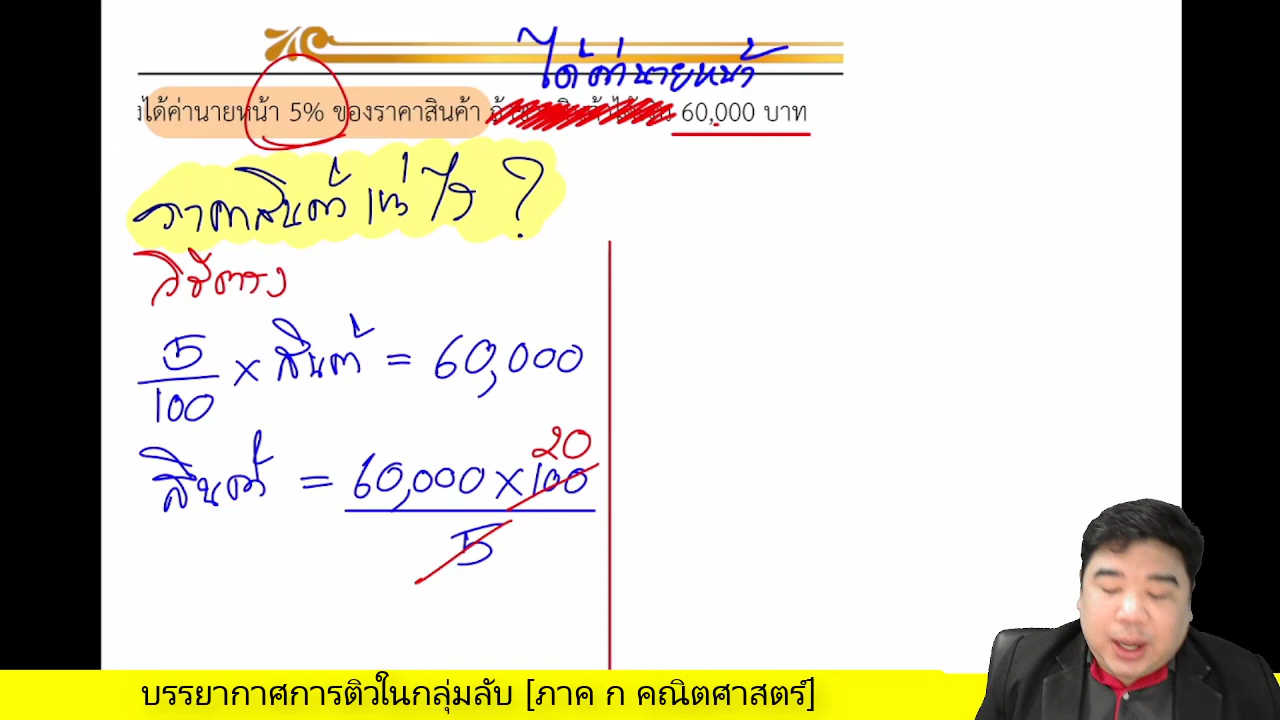 ได้ค่านายหน้า
ได้ค่านายหน้า 5% ของราคาสินค้า 60,000 บาท
ราคาสินค้าเท่าไร ?
วิธีตรง
5/100 × สินค้า = 60,000
20
สินค้า = 60,000 × 100
5
บรรยากาศการติวในกลุ่มลับ [ภาค ก คณิตศาสตร์]